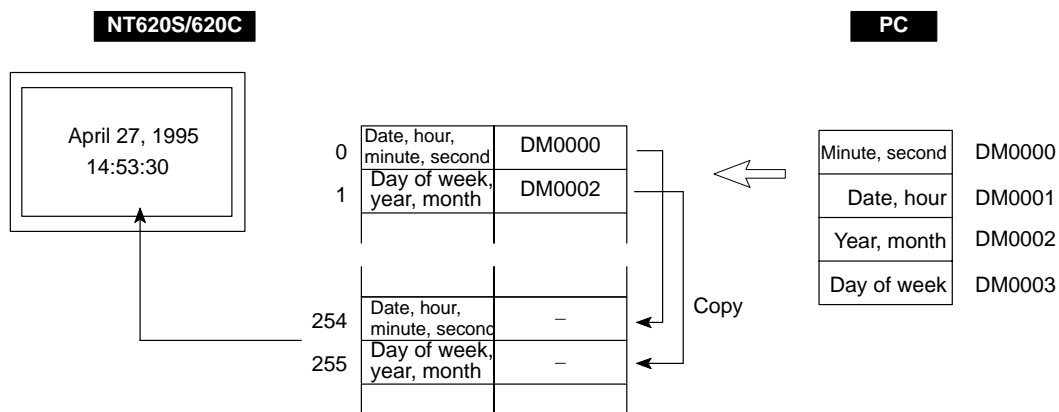 NT620S/620C
PC
April 27, 1995
14:53:30
0
Date, hour,
minute, second
DM0000
1
Day of week,
year, month
DM0002
254
Date, hour,
minute, second
–
255
Day of week,
year, month
–
Copy
Minute, second
DM0000
Date, hour
DM0001
Year, month
DM0002
Day of week
DM0003